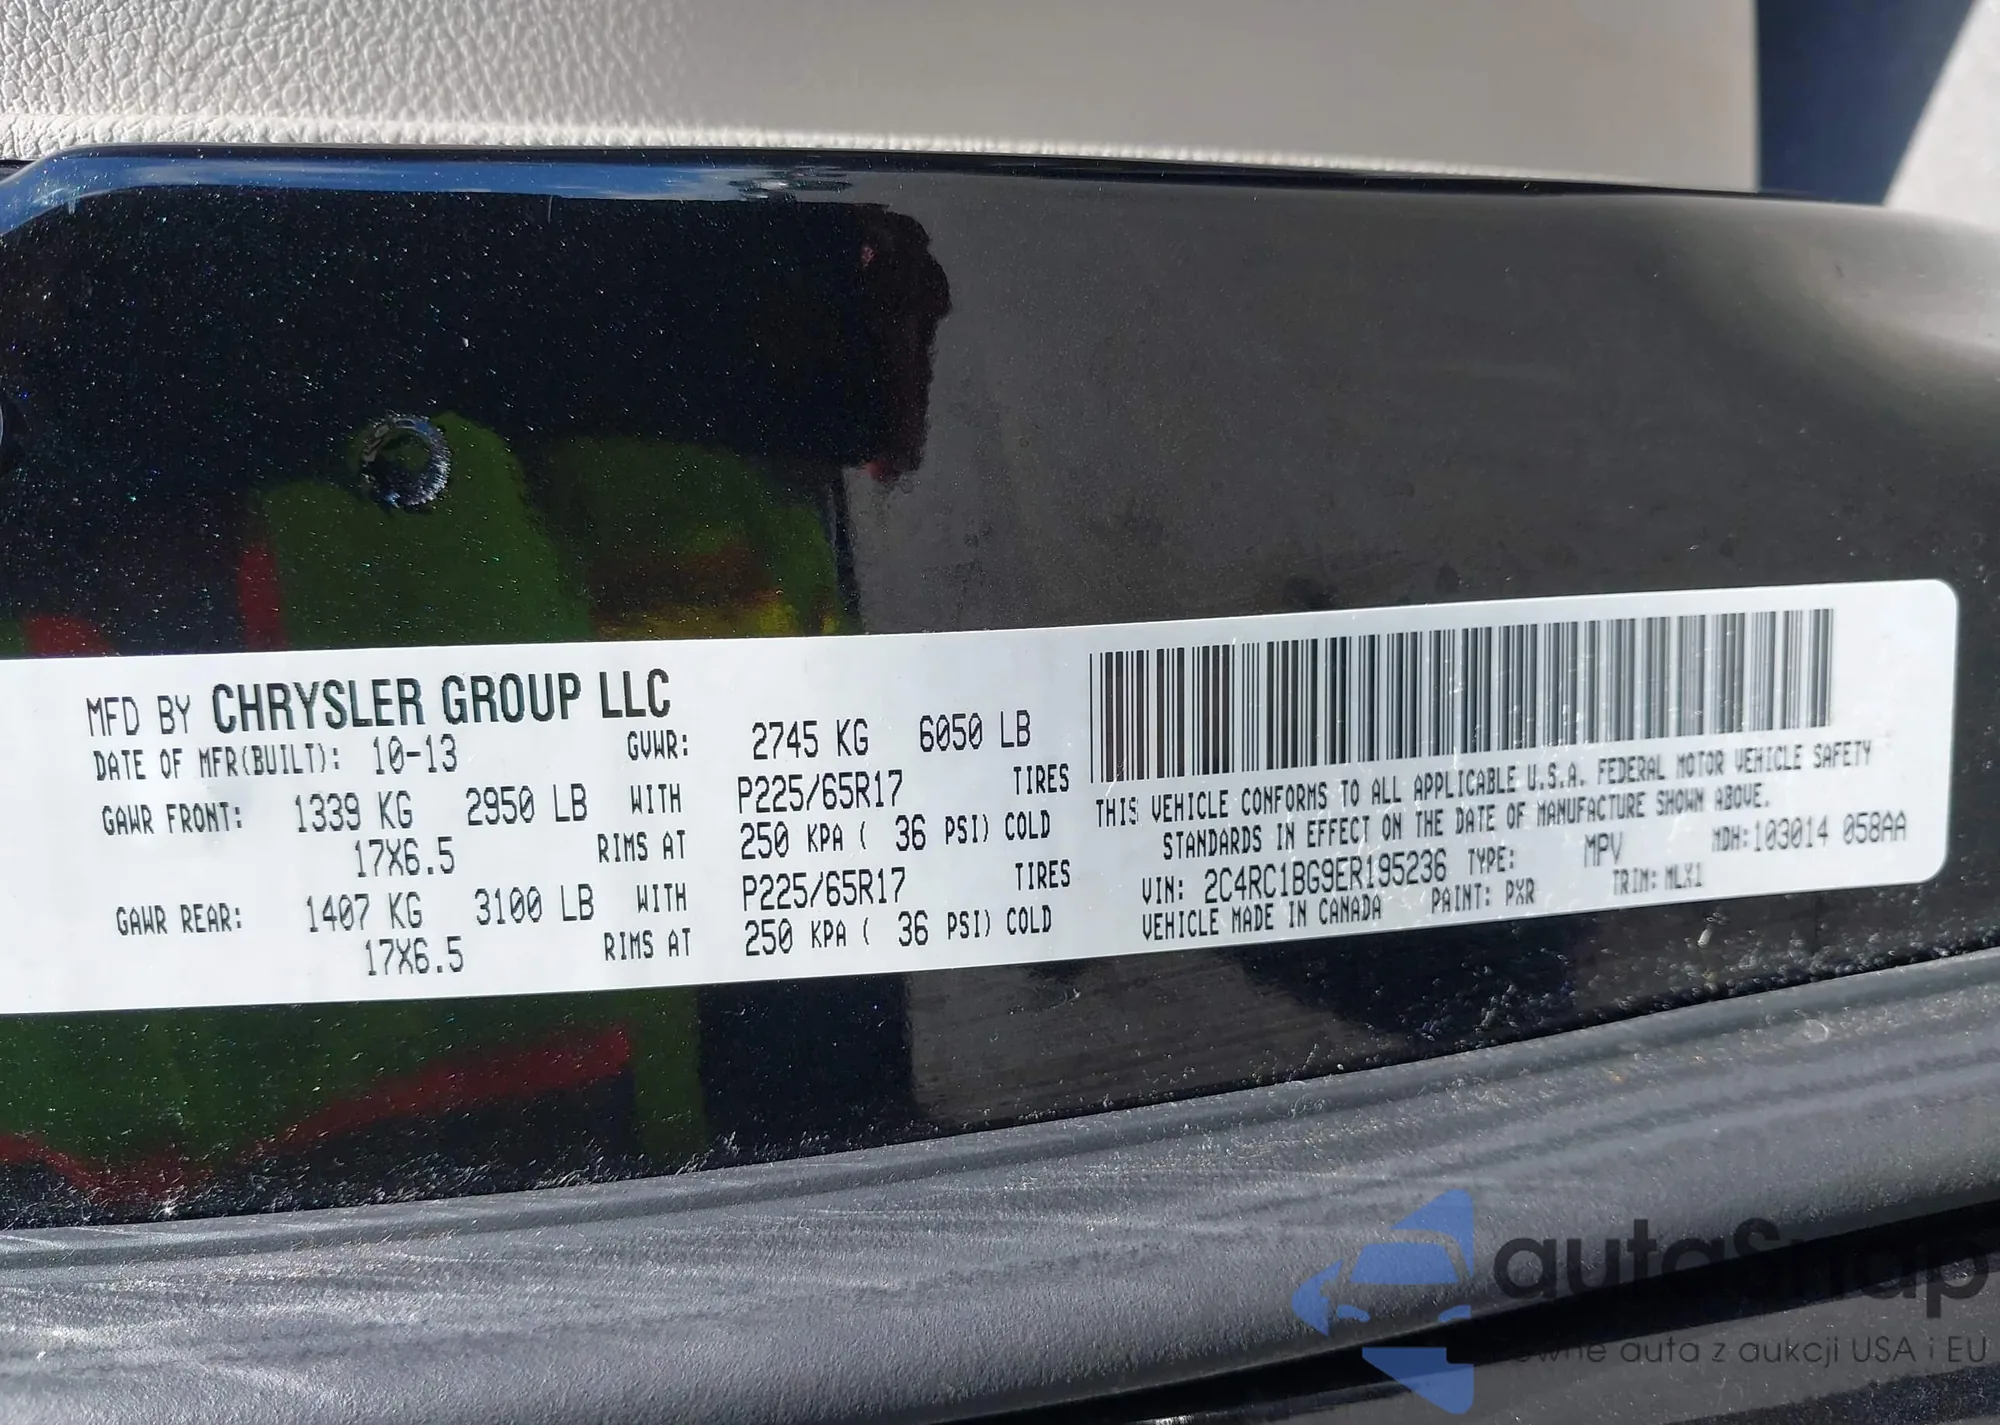 MFD BY CHRYSLER GROUP LLC
DATE OF MFR(BUILT): 10-13 GVWR: 2745 KG 6050 LB
GAWR FRONT: 1339 KG 2950 LB WITH P225/65R17 TIRES
17X6.5 RIMS AT 250 KPA ( 36 PSI) COLD
GAWR REAR: 1407 KG 3100 LB WITH P225/65R17 TIRES
17X6.5 RIMS AT 250 KPA ( 36 PSI) COLD
THIS VEHICLE CONFORMS TO ALL APPLICABLE U.S.A. FEDERAL MOTOR VEHICLE SAFETY
STANDARDS IN EFFECT ON THE DATE OF MANUFACTURE SHOWN ABOVE.
VIN: 2C4RC1BG9ER195236 TYPE: MPV MDH:103014 058AA
VEHICLE MADE IN CANADA PAINT: PXR TRIM: MLX1
autaSnap
auta z aukcji USA i EU